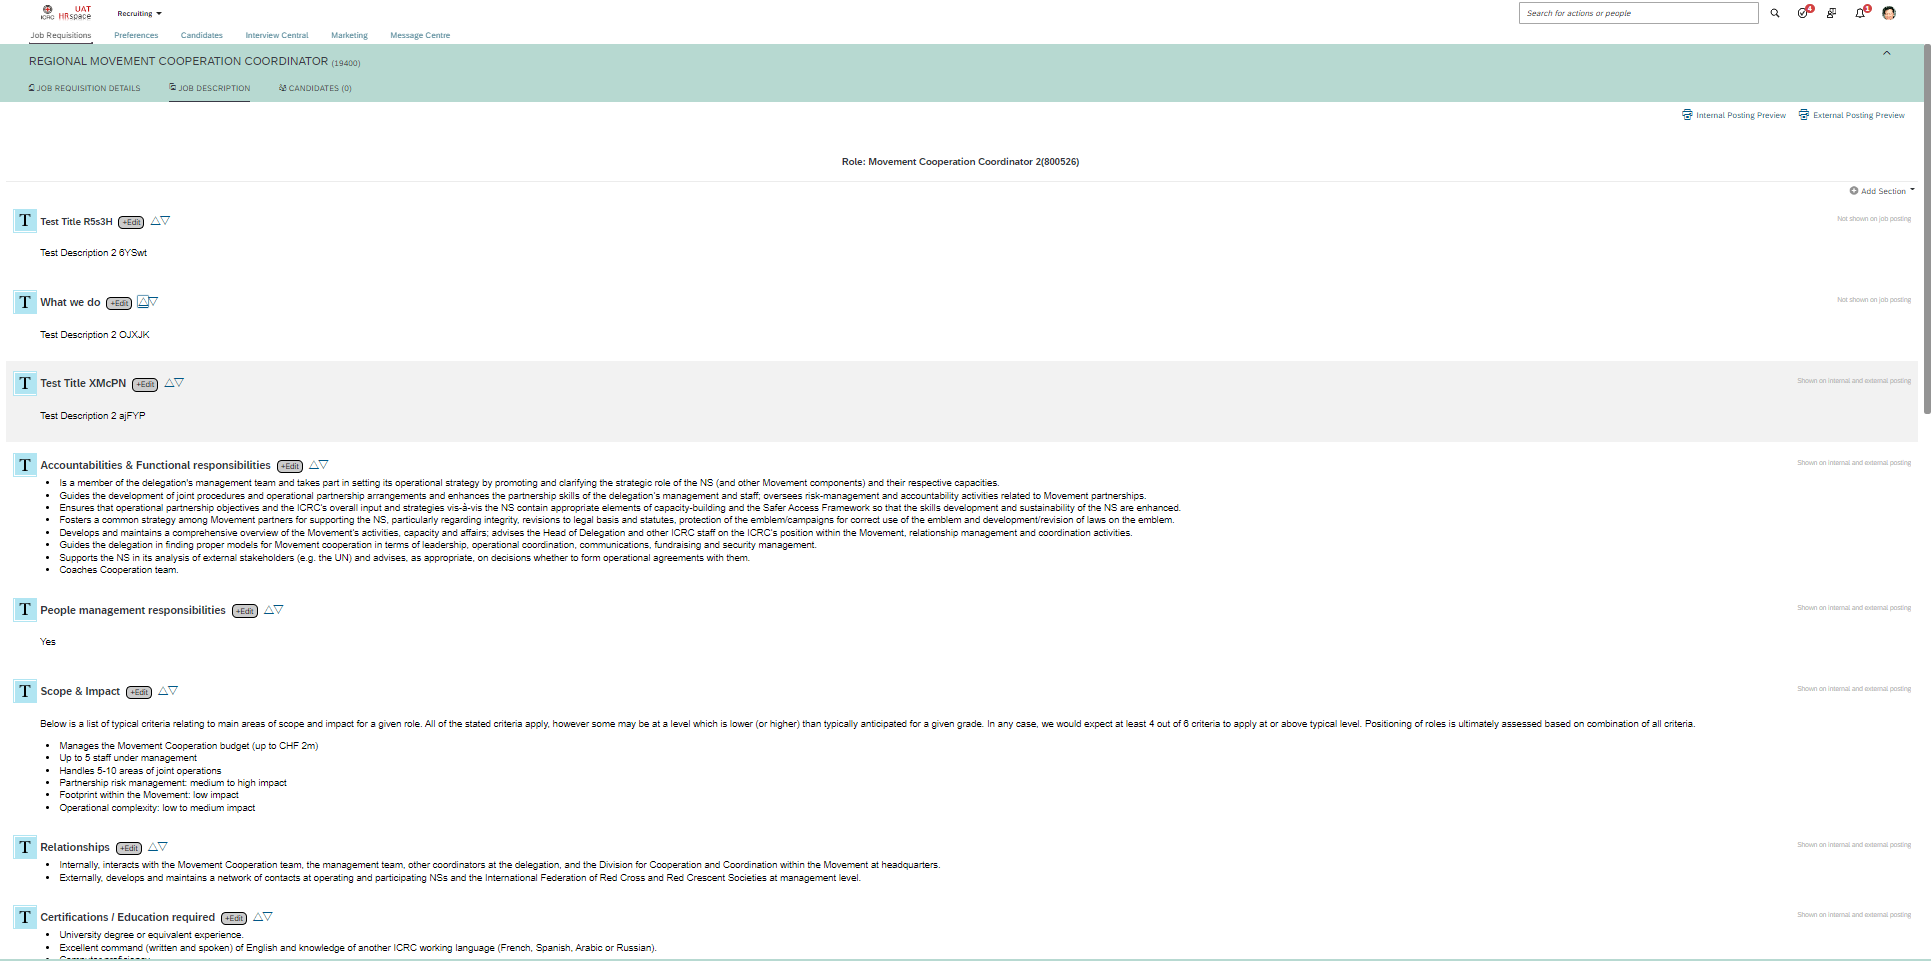 UAT
ICRC HRspace
Recruiting
Search for actions or people
4
1
Job Requisitions Preferences Candidates Interview Central Marketing Message Centre
REGIONAL MOVEMENT COOPERATION COORDINATOR (19400)
JOB REQUISITION DETAILS JOB DESCRIPTION CANDIDATES (0)
Internal Posting Preview External Posting Preview
Role: Movement Cooperation Coordinator 2(800526)
Add Section
T Test Title R5s3H +Edit Not shown on job posting
Test Description 2 6YSwt
T What we do +Edit Not shown on job posting
Test Description 2 OJXJK
T Test Title XMcPN +Edit Shown on internal and external posting
Test Description 2 ajFYP
T Accountabilities & Functional responsibilities +Edit Shown on internal and external posting
• Is a member of the delegation's management team and takes part in setting its operational strategy by promoting and clarifying the strategic role of the NS (and other Movement components) and their respective capacities.
• Guides the development of joint procedures and operational partnership arrangements and enhances the partnership skills of the delegation's management and staff; oversees risk-management and accountability activities related to Movement partnerships.
• Ensures that operational partnership objectives and the ICRC's overall input and strategies vis-à-vis the NS contain appropriate elements of capacity-building and the Safer Access Framework so that the skills development and sustainability of the NS are enhanced.
• Fosters a common strategy among Movement partners for supporting the NS, particularly regarding integrity, revisions to legal basis and statutes, protection of the emblem/campaigns for correct use of the emblem and development/revision of laws on the emblem.
• Develops and maintains a comprehensive overview of the Movement's activities, capacity and affairs; advises the Head of Delegation and other ICRC staff on the ICRC's position within the Movement, relationship management and coordination activities.
• Guides the delegation in finding proper models for Movement cooperation in terms of leadership, operational coordination, communications, fundraising and security management.
• Supports the NS in its analysis of external stakeholders (e.g. the UN) and advises, as appropriate, on decisions whether to form operational agreements with them.
• Coaches Cooperation team.
T People management responsibilities +Edit Shown on internal and external posting
Yes
T Scope & Impact +Edit Shown on internal and external posting
Below is a list of typical criteria relating to main areas of scope and impact for a given role. All of the stated criteria apply, however some may be at a level which is lower (or higher) than typically anticipated for a given grade. In any case, we would expect at least 4 out of 6 criteria to apply at or above typical level. Positioning of roles is ultimately assessed based on combination of all criteria.
• Manages the Movement Cooperation budget (up to CHF 2m)
• Up to 5 staff under management
• Handles 5-10 areas of joint operations
• Partnership risk management: medium to high impact
• Footprint within the Movement: low impact
• Operational complexity: low to medium impact
T Relationships +Edit Shown on internal and external posting
• Internally, interacts with the Movement Cooperation team, the management team, other coordinators at the delegation, and the Division for Cooperation and Coordination within the Movement at headquarters.
• Externally, develops and maintains a network of contacts at operating and participating NSs and the International Federation of Red Cross and Red Crescent Societies at management level.
T Certifications / Education required +Edit Shown on internal and external posting
• University degree or equivalent experience.
• Excellent command (written and spoken) of English and knowledge of another ICRC working language (French, Spanish, Arabic or Russian).
• Computer proficiency